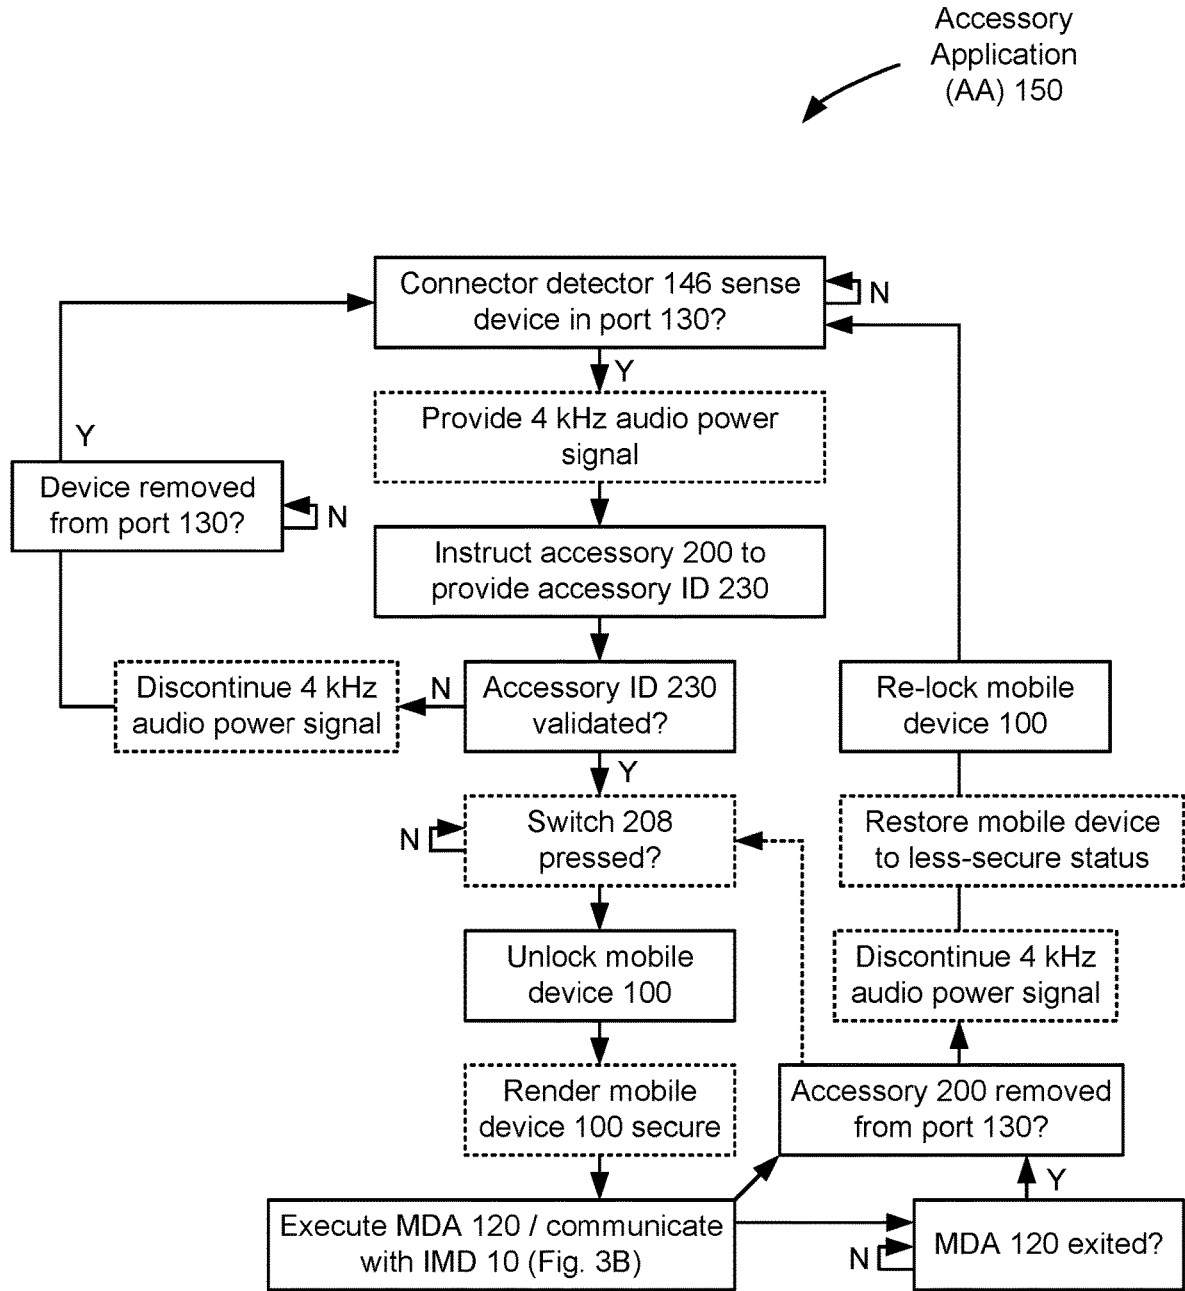 Accessory
Application
(AA) 150
Connector detector 146 sense
device in port 130?
N
Y
Provide 4 kHz audio power
signal
Y
Device removed
from port 130?
N
Instruct accessory 200 to
provide accessory ID 230
Discontinue 4 kHz
audio power signal
N
Accessory ID 230
validated?
Re-lock mobile
device 100
Y
N
Switch 208
pressed?
Restore mobile device
to less-secure status
Unlock mobile
device 100
Discontinue 4 kHz
audio power signal
Render mobile
device 100 secure
Accessory 200 removed
from port 130?
Y
Execute MDA 120 / communicate
with IMD 10 (Fig. 3B)
N
MDA 120 exited?